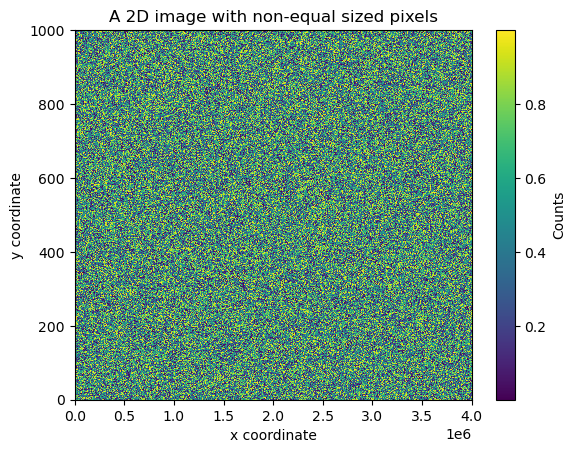 A 2D image with non-equal sized pixels
1000
800
600
400
200
0
y coordinate
0.0 0.5 1.0 1.5 2.0 2.5 3.0 3.5 4.0
1e6
x coordinate
0.8
0.6
0.4
0.2
Counts